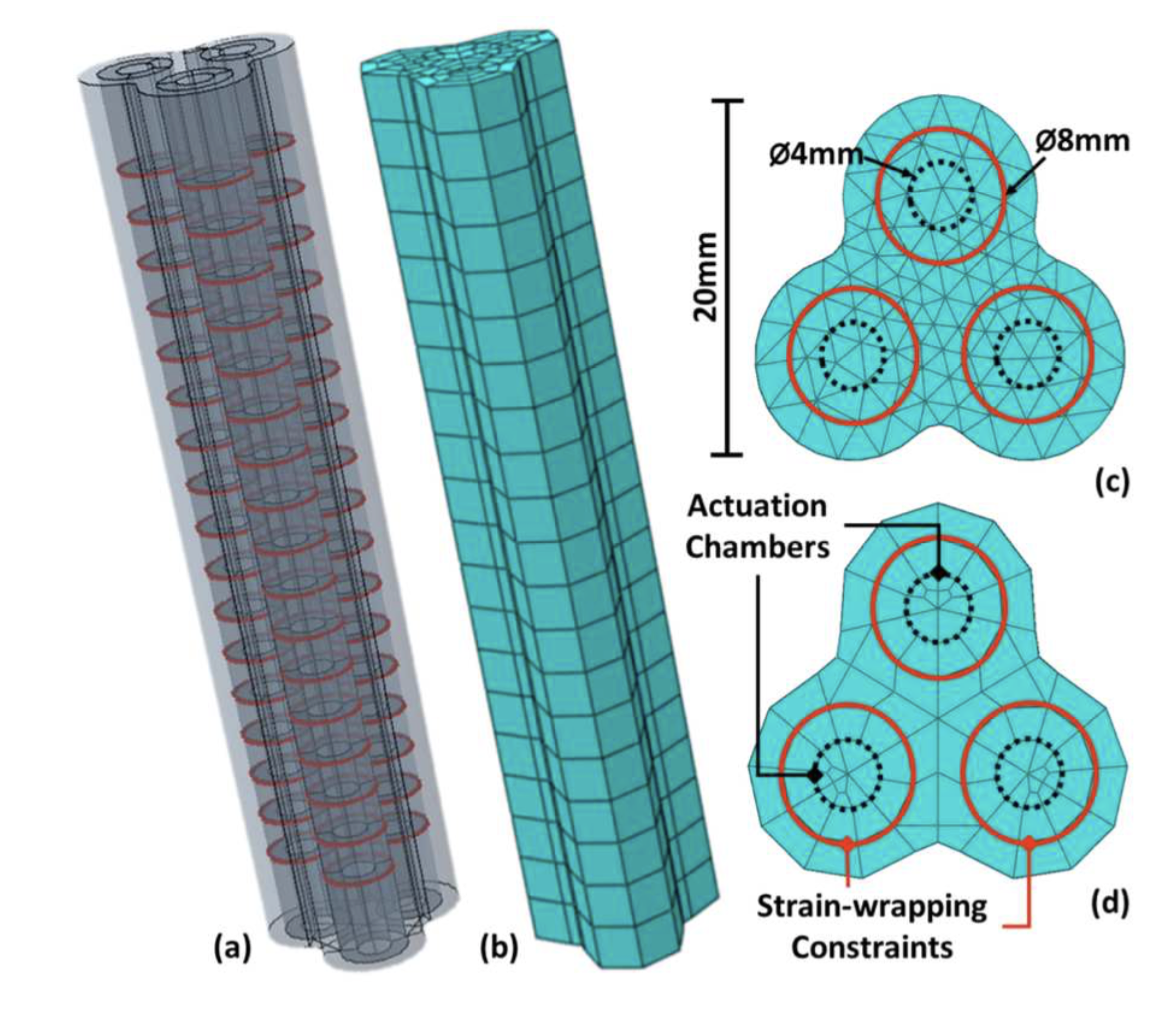 Ø4mm
Ø8mm
20mm
(c)
Actuation
Chambers
Strain-wrapping
Constraints
(a)
(b)
(d)